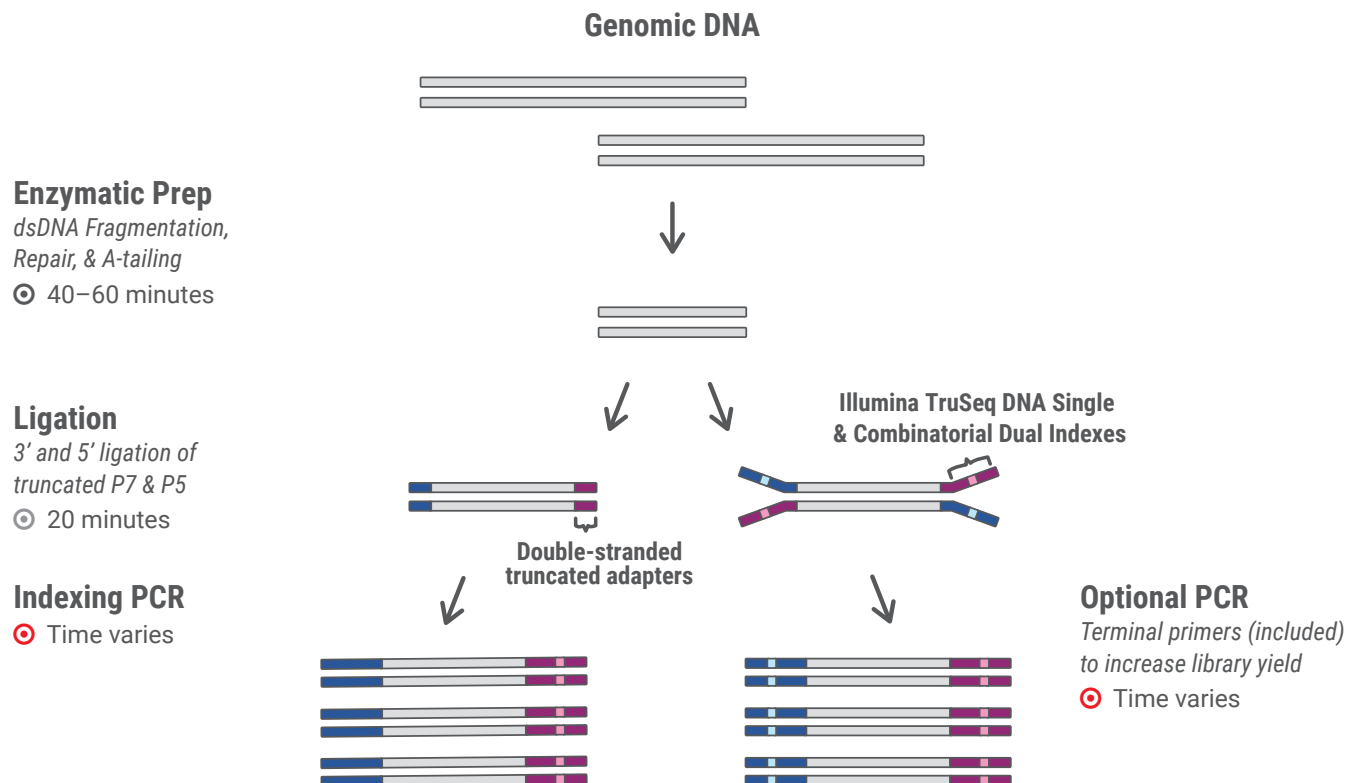 Genomic DNA
Enzymatic Prep
dsDNA Fragmentation,
Repair, & A-tailing
40–60 minutes
Ligation
3’ and 5’ ligation of
truncated P7 & P5
20 minutes
Illumina TruSeq DNA Single
& Combinatorial Dual Indexes
Double-stranded
truncated adapters
Indexing PCR
Time varies
Optional PCR
Terminal primers (included)
to increase library yield
Time varies